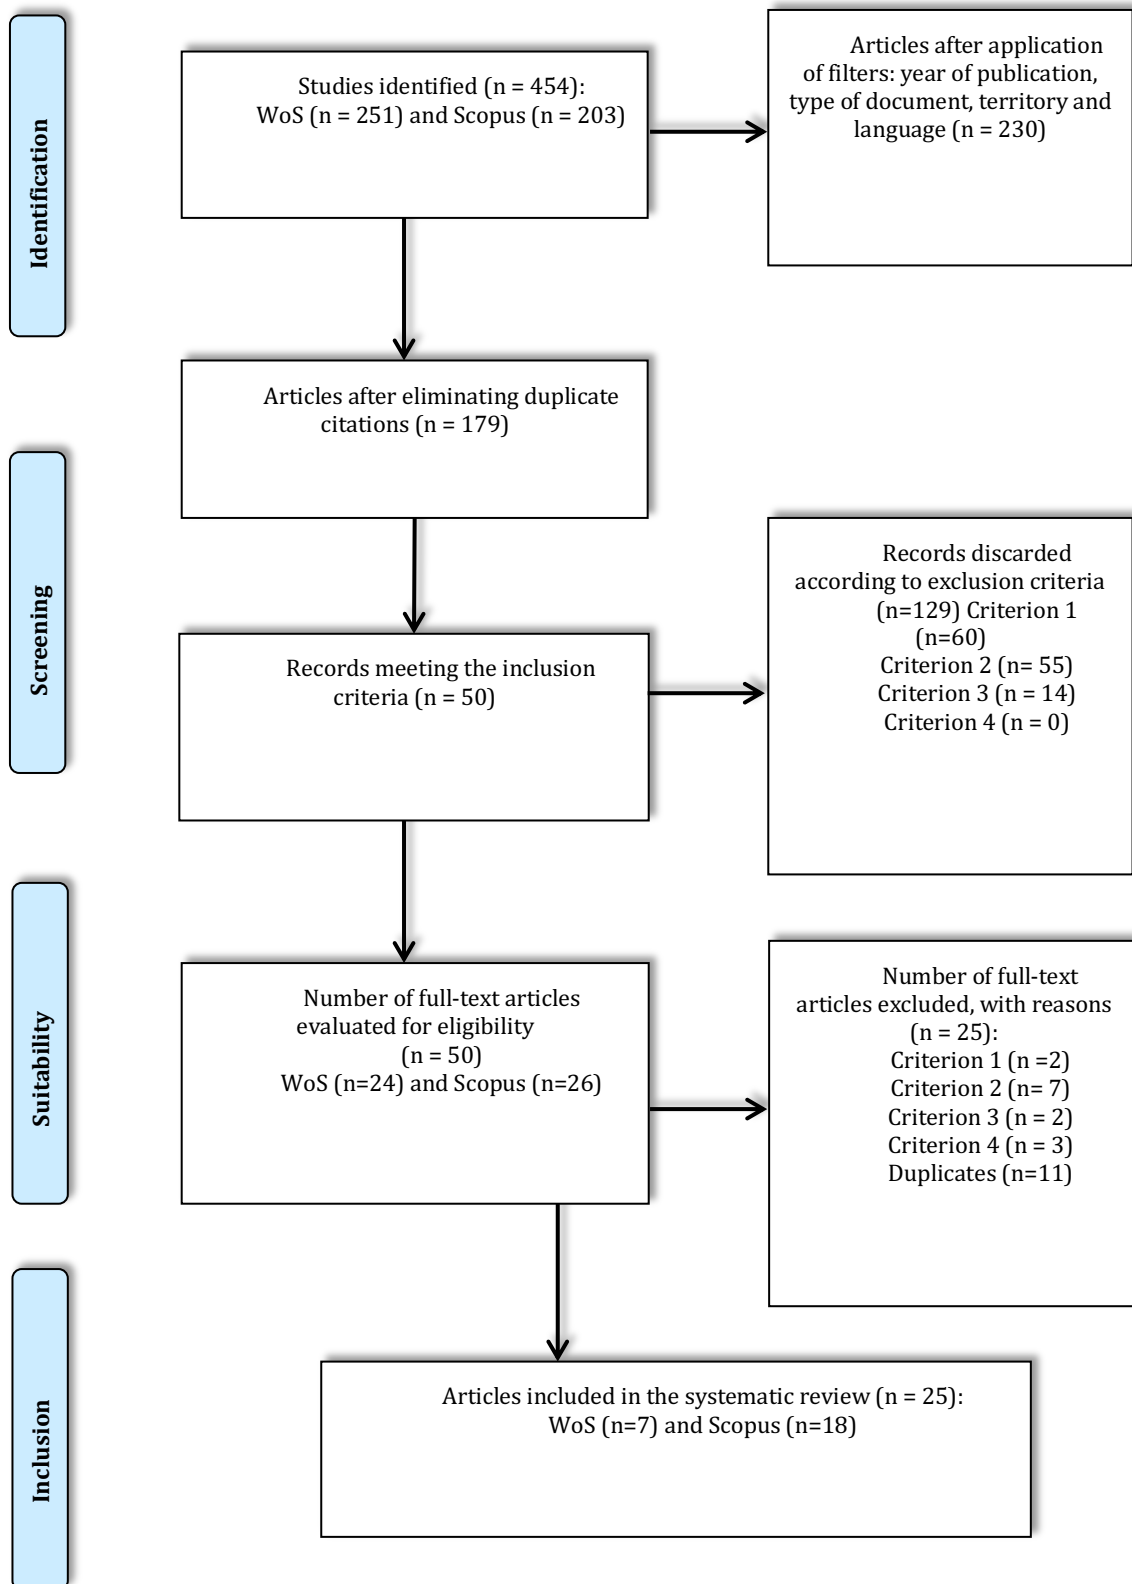 Identification
Studies identified (n = 454):
WoS (n = 251) and Scopus (n = 203)
Articles after application
of filters: year of publication,
type of document, territory and
language (n = 230)
Articles after eliminating duplicate
citations (n = 179)
Screening
Records meeting the inclusion
criteria (n = 50)
Records discarded
according to exclusion criteria
(n=129) Criterion 1
(n=60)
Criterion 2 (n= 55)
Criterion 3 (n = 14)
Criterion 4 (n = 0)
Suitability
Number of full-text articles
evaluated for eligibility
(n = 50)
WoS (n=24) and Scopus (n=26)
Number of full-text
articles excluded, with reasons
(n = 25):
Criterion 1 (n =2)
Criterion 2 (n= 7)
Criterion 3 (n = 2)
Criterion 4 (n = 3)
Duplicates (n=11)
Inclusion
Articles included in the systematic review (n = 25):
WoS (n=7) and Scopus (n=18)